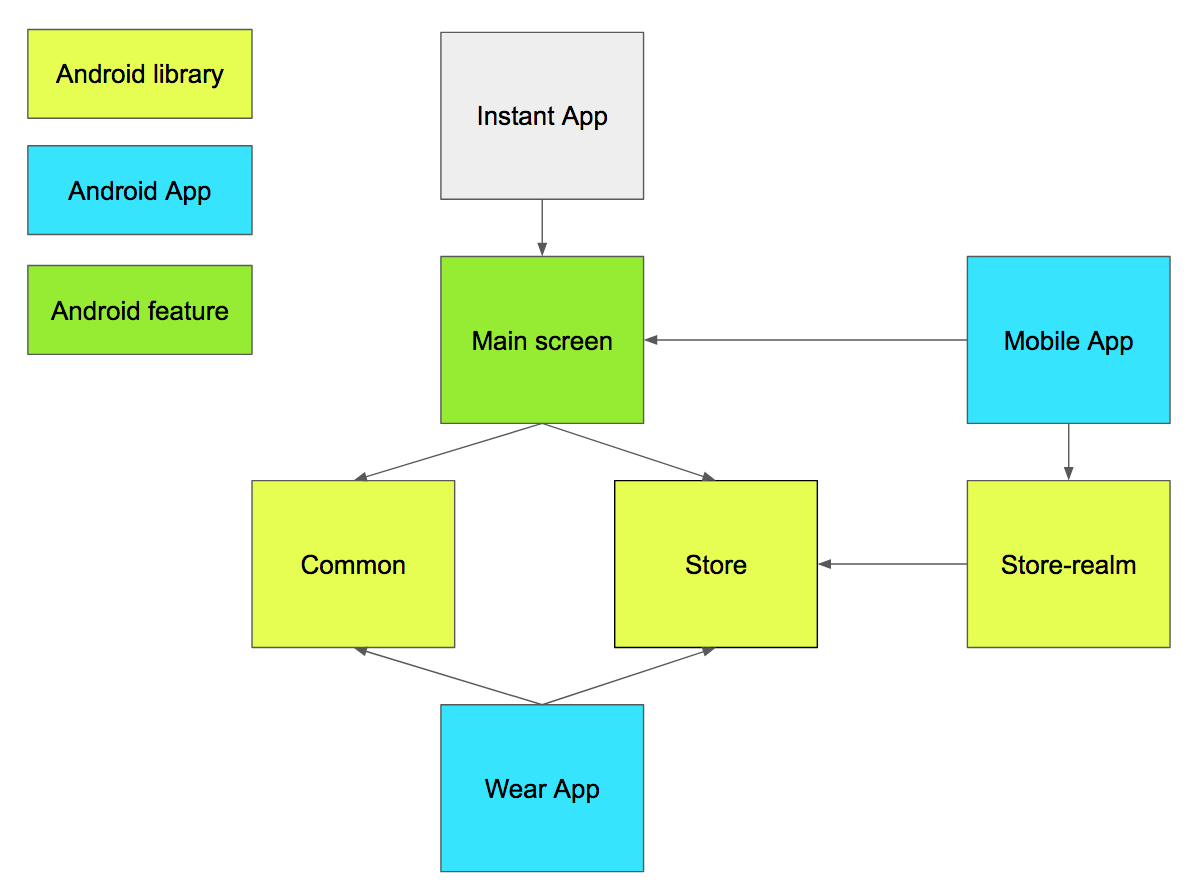 Android library
Android App
Android feature
Instant App
Main screen
Mobile App
Common
Store
Store-realm
Wear App